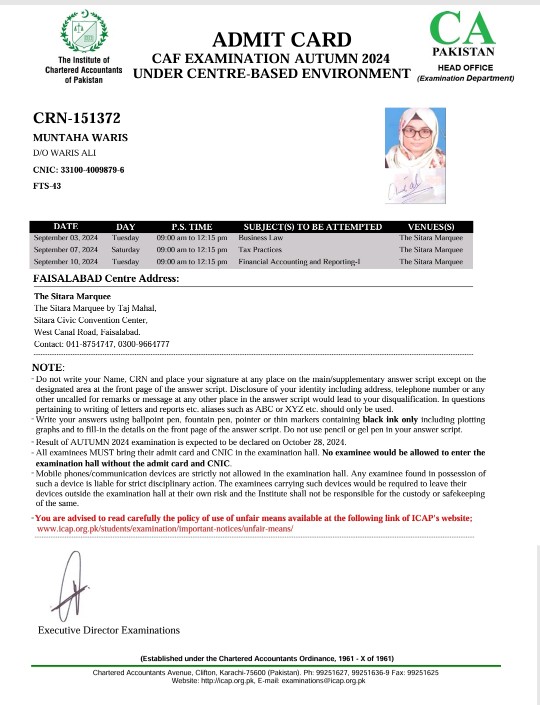 The Institute of
Chartered Accountants
of Pakistan
ADMIT CARD
CAF EXAMINATION AUTUMN 2024
UNDER CENTRE-BASED ENVIRONMENT
CA
PAKISTAN
HEAD OFFICE
(Examination Department)
CRN-151372
MUNTAHA WARIS
D/O WARIS ALI
CNIC: 33100-4009879-6
FTS-43
DATE DAY P.S. TIME SUBJECT(S) TO BE ATTEMPTED VENUES(S)
September 03, 2024 Tuesday 09:00 am to 12:15 pm Business Law The Sitara Marquee
September 07, 2024 Saturday 09:00 am to 12:15 pm Tax Practices The Sitara Marquee
September 10, 2024 Tuesday 09:00 am to 12:15 pm Financial Accounting and Reporting-I The Sitara Marquee
FAISALABAD Centre Address:
The Sitara Marquee
The Sitara Marquee by Taj Mahal,
Sitara Civic Convention Center,
West Canal Road, Faisalabad.
Contact: 041-8754747, 0300-9664777
NOTE:
- Do not write your Name, CRN and place your signature at any place on the main/supplementary answer script except on the
designated area at the front page of the answer script. Disclosure of your identity including address, telephone number or any
other uncalled for remarks or message at any other place in the answer script would lead to your disqualification. In questions
pertaining to writing of letters and reports etc. aliases such as ABC or XYZ etc. should only be used.
- Write your answers using ballpoint pen, fountain pen, pointer or thin markers containing black ink only including plotting
graphs and to fill-in the details on the front page of the answer script. Do not use pencil or gel pen in your answer script.
- Result of AUTUMN 2024 examination is expected to be declared on October 28, 2024.
- All examinees MUST bring their admit card and CNIC in the examination hall. No examinee would be allowed to enter the
examination hall without the admit card and CNIC.
- Mobile phones/communication devices are strictly not allowed in the examination hall. Any examinee found in possession of
such a device is liable for strict disciplinary action. The examinees carrying such devices would be required to leave their
devices outside the examination hall at their own risk and the Institute shall not be responsible for the custody or safekeeping
of the same.
- You are advised to read carefully the policy of use of unfair means available at the following link of ICAP's website;
www.icap.org.pk/students/examination/important-notices/unfair-means/
Executive Director Examinations
(Established under the Chartered Accountants Ordinance, 1961 - X of 1961)
Chartered Accountants Avenue, Clifton, Karachi-75600 (Pakistan). Ph: 99251627, 99251636-9 Fax: 99251625
Website: http://icap.org.pk, E-mail: examinations@icap.org.pk